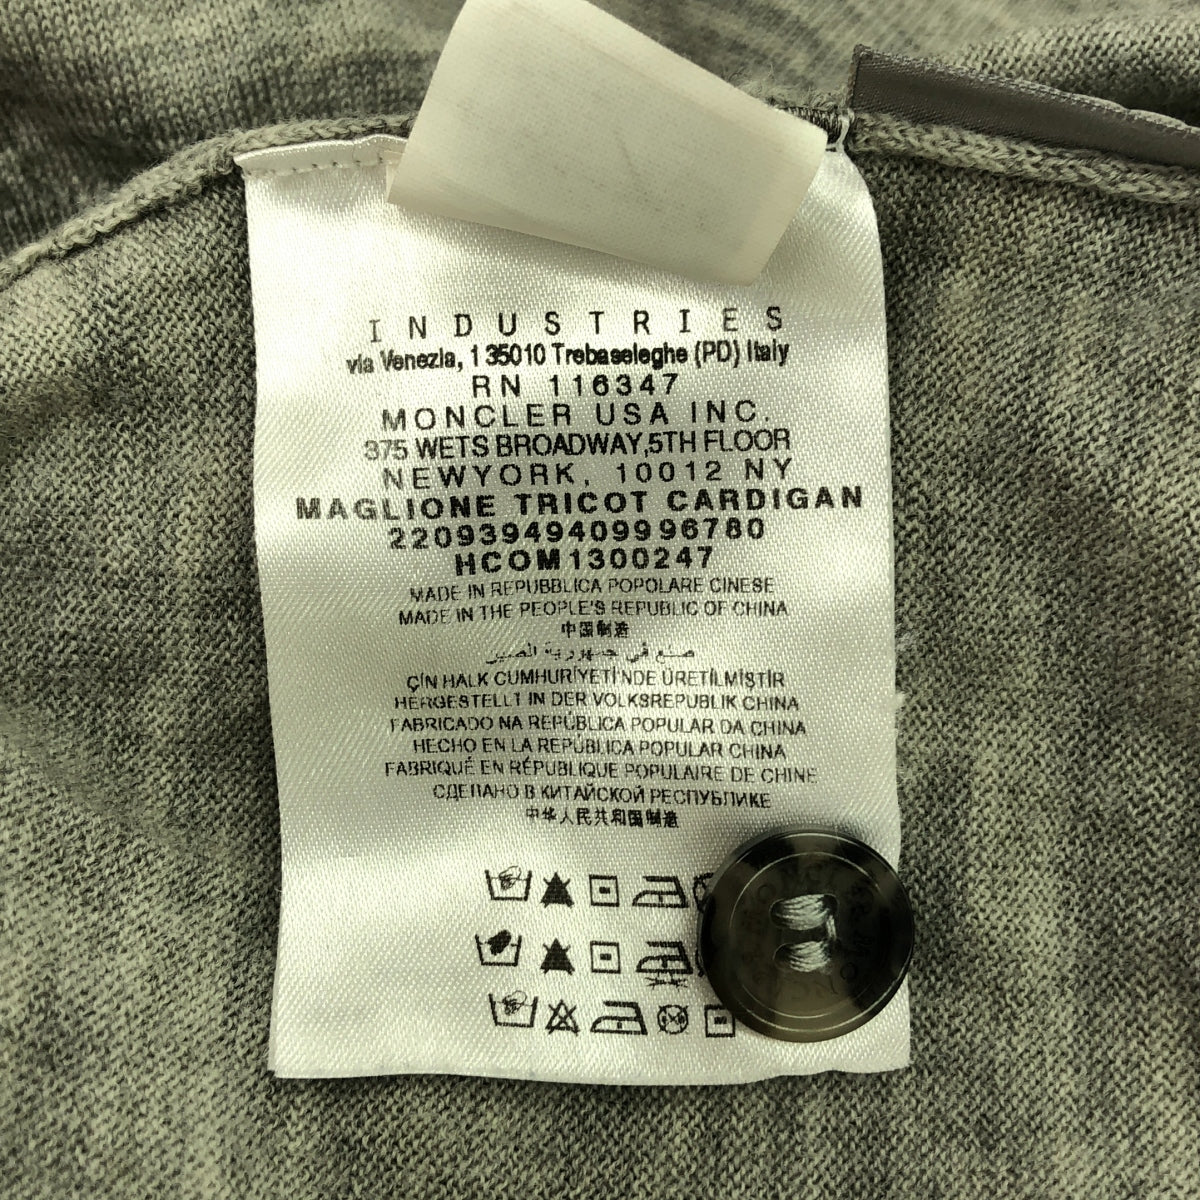 INDUSTRIES
via Venezia, 1 35010 Trebaseleghe (PD) Italy
RN 116347
MONCLER USA INC.
375 WETS BROADWAY,5TH FLOOR
NEWYORK, 10012 NY
MAGLIONE TRICOT CARDIGAN
22093949409996780
HCOM1300247
MADE IN REPUBBLICA POPOLARE CINESE
MADE IN THE PEOPLE'S REPUBLIC OF CHINA
中国制造
صنع في جمهورية الصين
ÇİN HALK CUMHURİYETİ'NDE ÜRETİLMİŞTİR
HERGESTELLT IN DER VOLKSREPUBLIK CHINA
FABRICADO NA REPÚBLICA POPULAR DA CHINA
HECHO EN LA REPÚBLICA POPULAR CHINA
FABRIQUÉ EN RÉPUBLIQUE POPULAIRE DE CHINE
СДЕЛАНО В КИТАЙСКОЙ РЕСПУБЛИКЕ
中华人民共和国制造